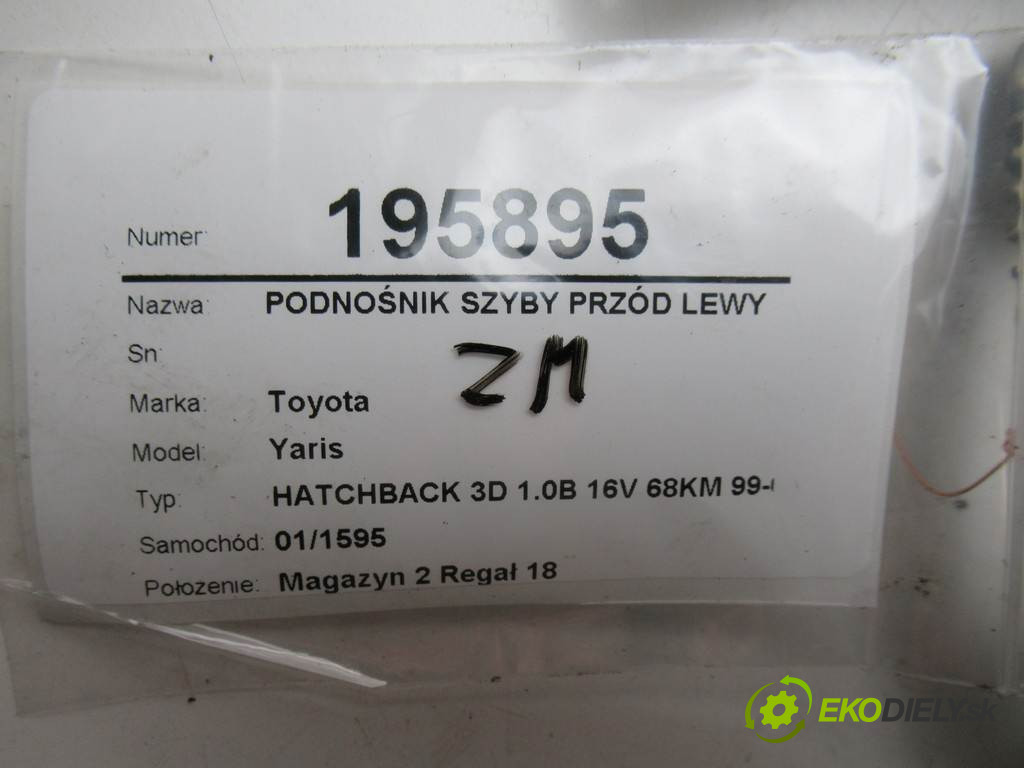 Numer: 195895
Nazwa: PODNOŚNIK SZYBY PRZÓD LEWY
Sn:
ZM
Marka: Toyota
Model: Yaris
Typ: HATCHBACK 3D 1.0B 16V 68KM 99-
Samochód: 01/1595
Położenie: Magazyn 2 Regał 18
EKODIELY.sk